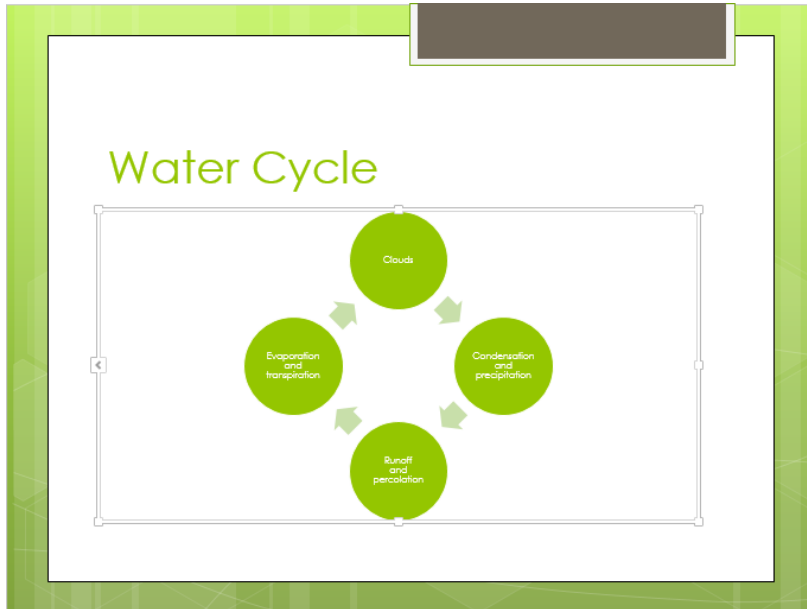 Water Cycle
Clouds
Evaporation
and
transpiration
Condensation
and
precipitation
Runoff
and
percolation